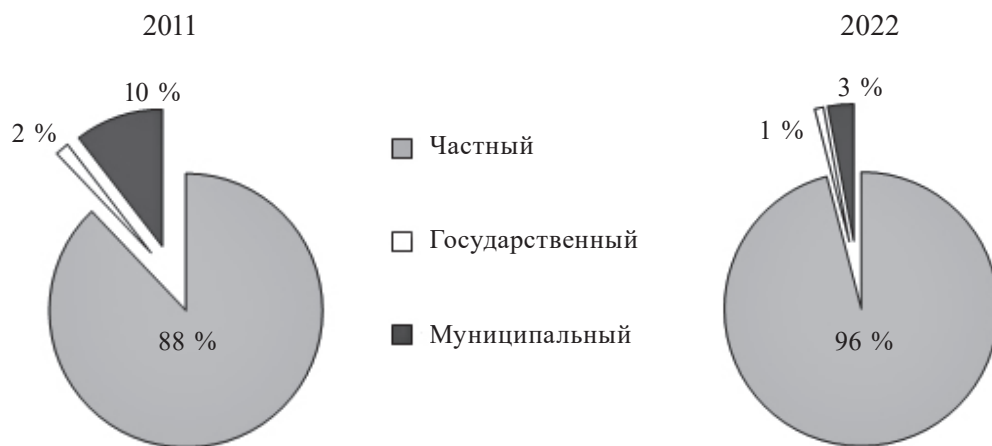 2011
10 %
2 %
88 %
Частный
Государственный
Муниципальный
2022
3 %
1 %
96 %